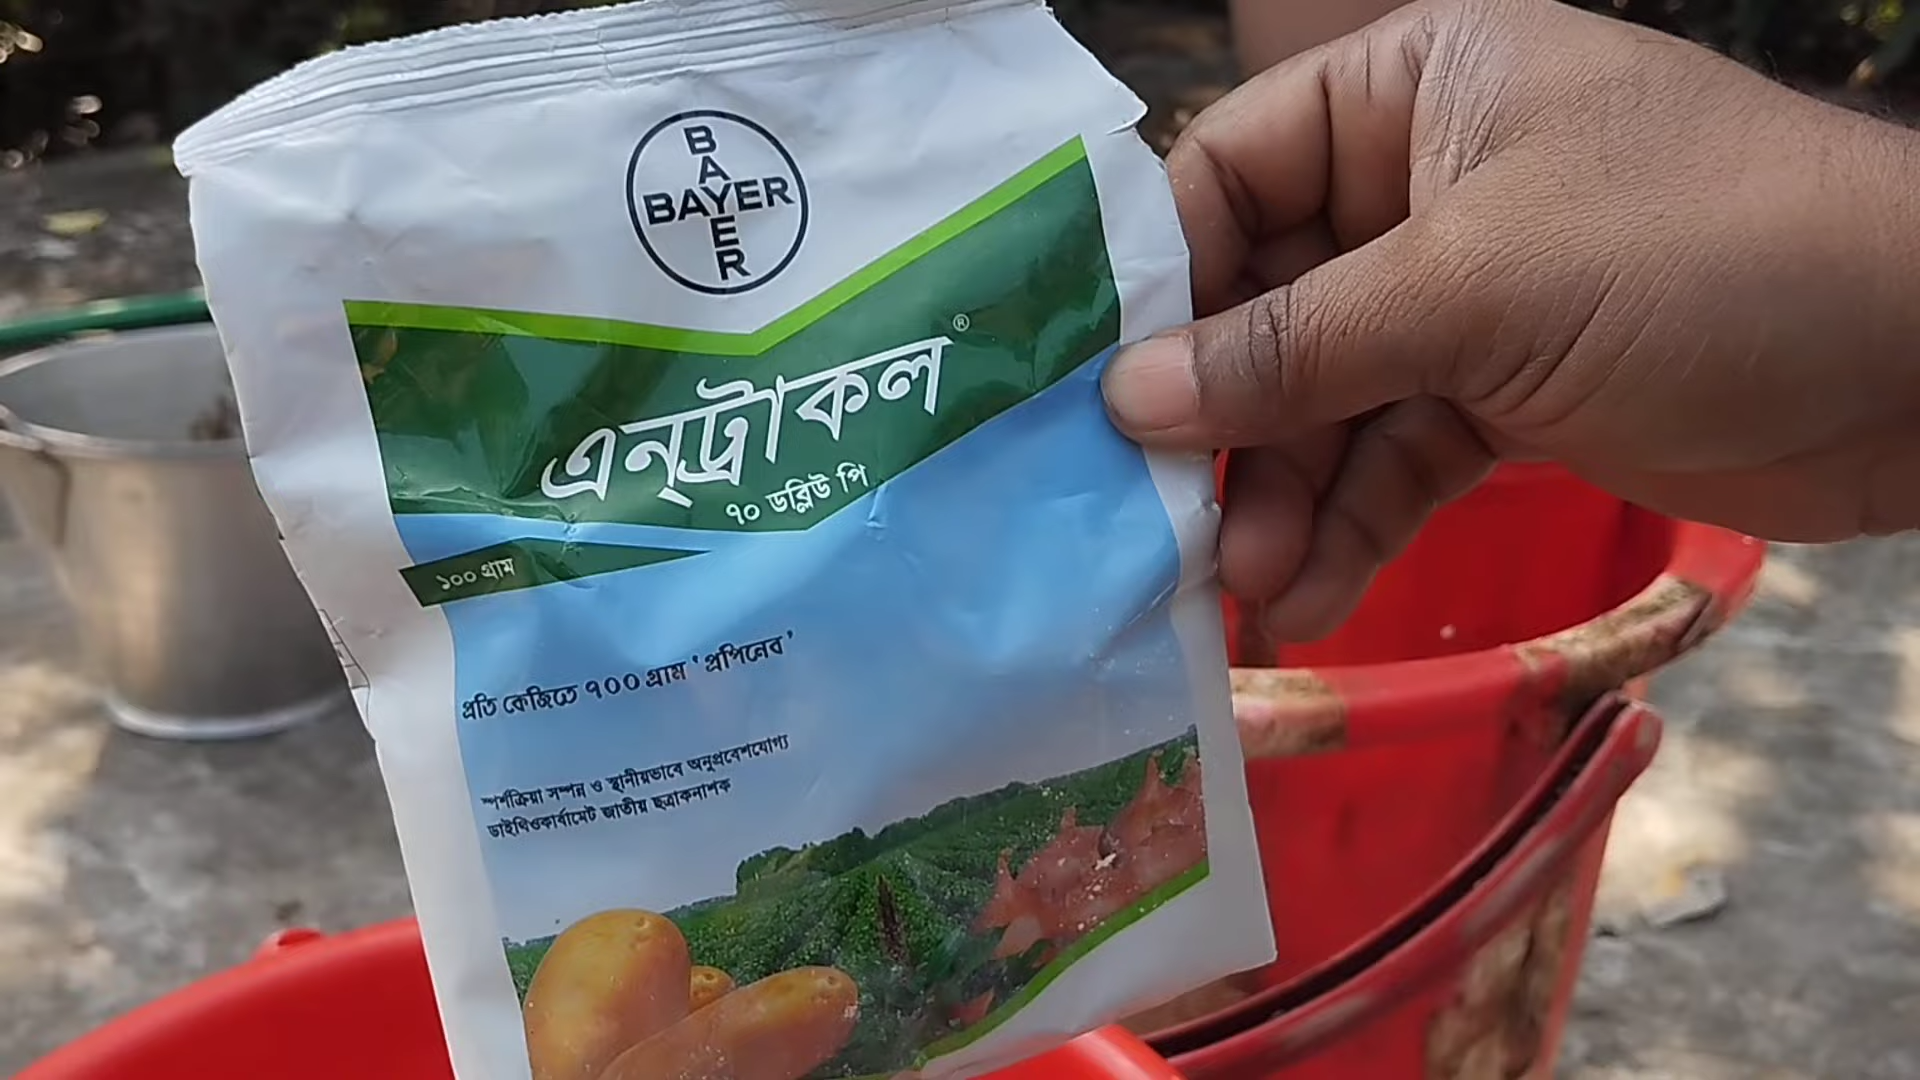 BAYER
BAYER
এন্ট্রাকল®
৭০ ডব্লিউ পি
১০০ গ্রাম
প্রতি কেজিতে ৭০০ গ্রাম 'প্রপিনেব'
স্পর্শক্রিয়া সম্পন্ন ও স্থানীয়ভাবে অনুপ্রবেশযোগ্য
ডাইথিওকার্বামেট জাতীয় ছত্রাকনাশক